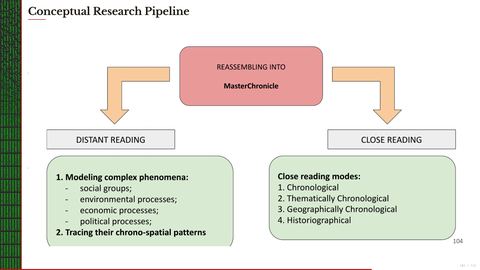 Conceptual Research Pipeline
REASSEMBLING INTO
MasterChronicle
DISTANT READING
CLOSE READING
1. Modeling complex phenomena:
- social groups;
- environmental processes;
- economic processes;
- political processes;
2. Tracing their chrono-spatial patterns
Close reading modes:
1. Chronological
2. Thematically Chronological
3. Geographically Chronological
4. Historiographical
104